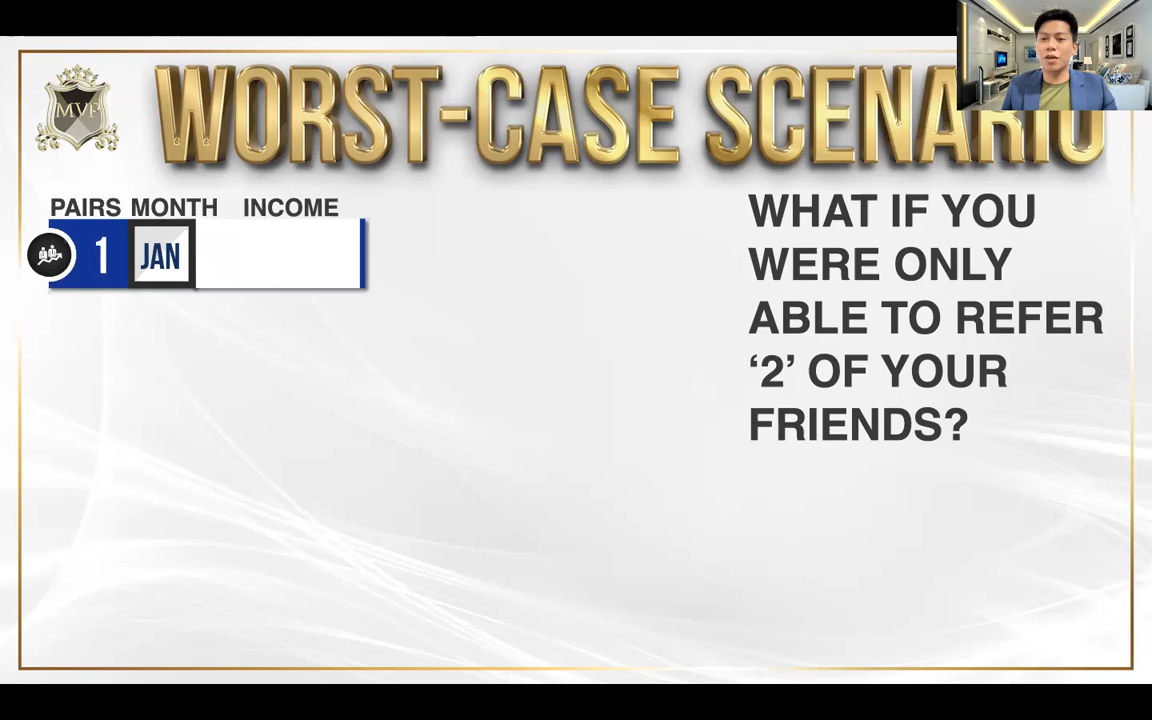 MVP
WORST-CASE SCENARIO
PAIRS MONTH INCOME
1 JAN
WHAT IF YOU
WERE ONLY
ABLE TO REFER
‘2’ OF YOUR
FRIENDS?